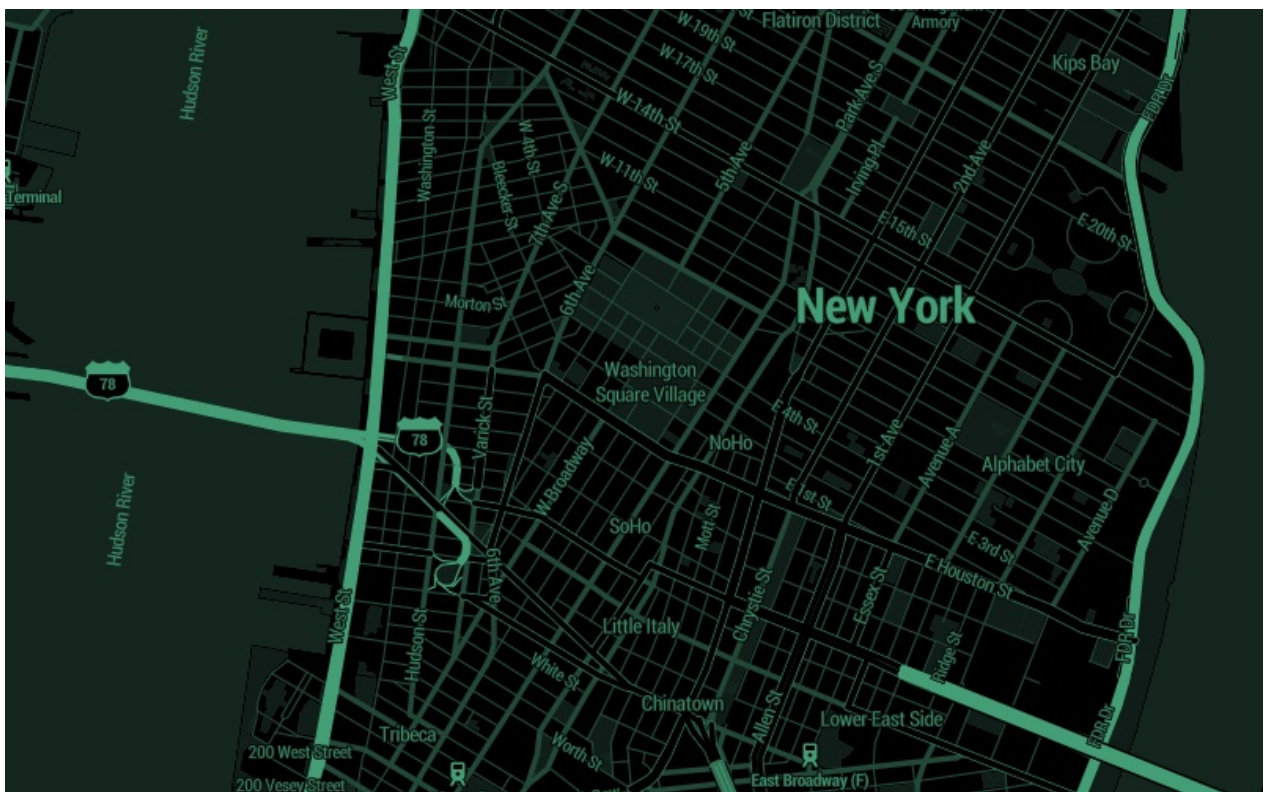 Flatiron District
Armory
W 19th St
Hudson River
W 17th St
Kips Bay
West St
Park Ave S
FDR Dr
W 14th St
Washington St
W 4th St
W 11th St
5th Ave
Irving Pl
2nd Ave
Terminal
Bleecker St
7th Ave S
E 15th St
E 20th St
6th Ave
Morton St
New York
Washington
Square Village
78
78
Varick St
E 4th St
NoHo
1st Ave
Avenue A
Alphabet City
W Broadway
Hudson River
E 1st St
SoHo
Mott St
Avenue D
E 3rd St
6th Ave
E Houston St
Essex St
Chrystie St
West St
Hudson St
Little Italy
FDR Dr
Ridge St
White St
Chinatown
Allen St
Lower East Side
FDR Dr
Tribeca
200 West Street
Worth St
East Broadway (F)
200 Vesey Street